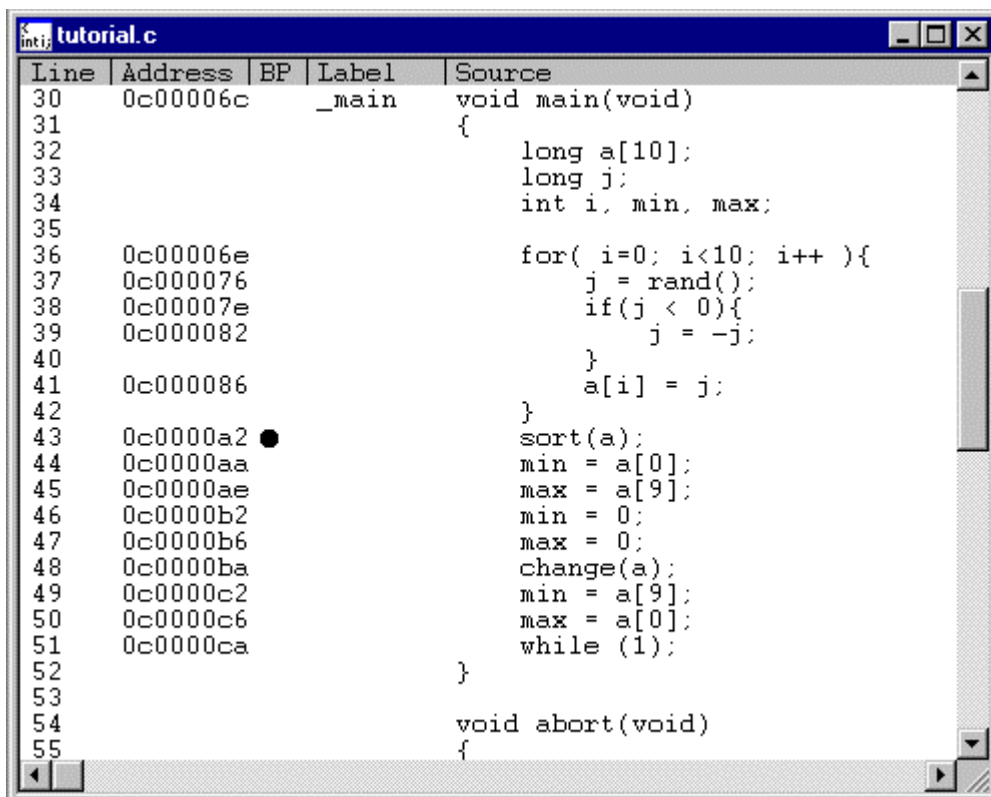 int i; tutorial.c
Line Address BP Label Source
30 0c00006c _main void main(void)
31 {
32 long a[10];
33 long j;
34 int i, min, max;
35
36 0c00006e for( i=0; i<10; i++ ){
37 0c000076 j = rand();
38 0c00007e if(j < 0){
39 0c000082 j = -j;
40 }
41 0c000086 a[i] = j;
42 }
43 0c0000a2 sort(a);
44 0c0000aa min = a[0];
45 0c0000ae max = a[9];
46 0c0000b2 min = 0;
47 0c0000b6 max = 0;
48 0c0000ba change(a);
49 0c0000c2 min = a[9];
50 0c0000c6 max = a[0];
51 0c0000ca while (1);
52 }
53
54 void abort(void)
55 {